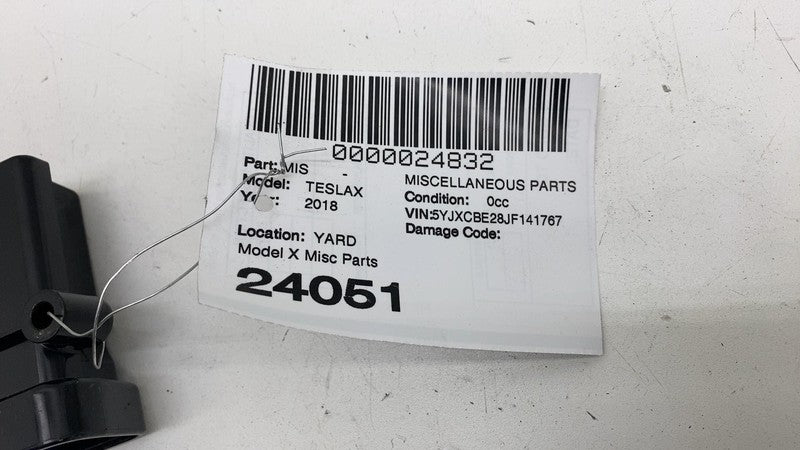 0000024832
Part: MIS - MISCELLANEOUS PARTS
Model: TESLAX Condition: 0cc
Year: 2018 VIN:5YJXCBE28JF141767
Damage Code:
Location: YARD
Model X Misc Parts
24051